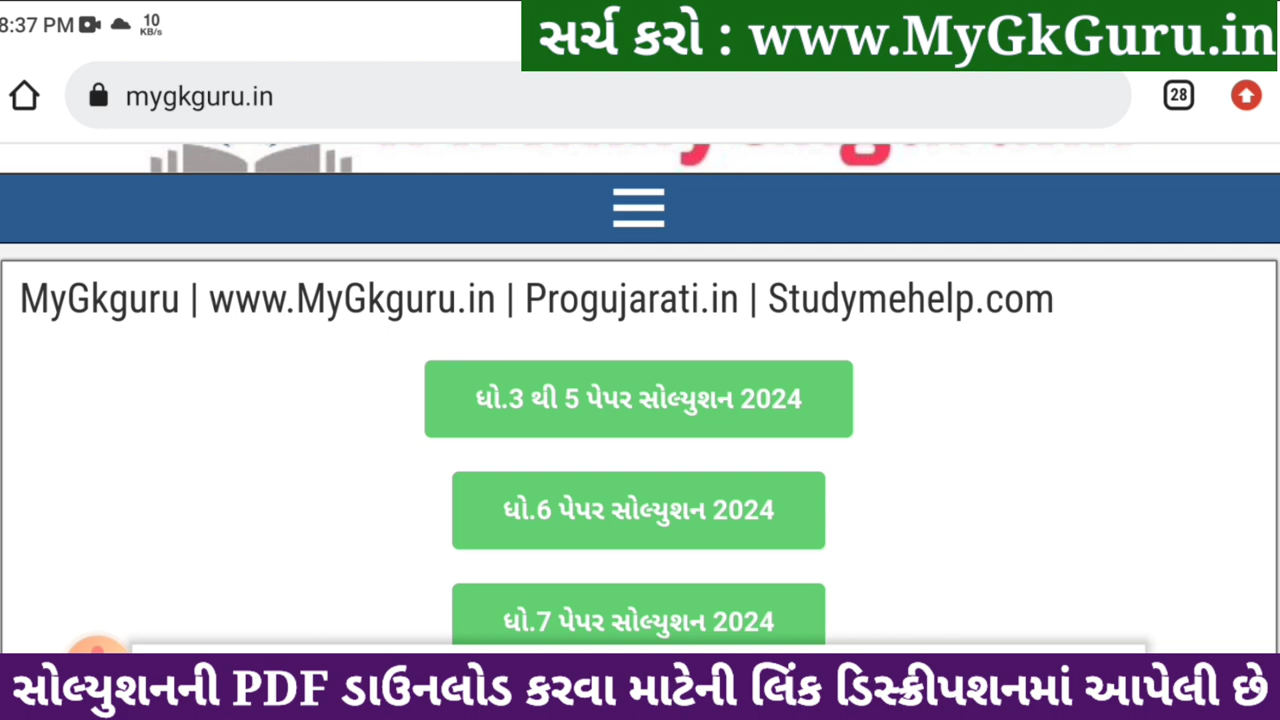 8:37 PM 10 KB/s
સર્ચ કરો : www.MyGkGuru.in
mygkguru.in 28
MyGkguru | www.MyGkguru.in | Progujarati.in | Studymehelp.com
ધો.3 થી 5 પેપર સોલ્યુશન 2024
ધો.6 પેપર સોલ્યુશન 2024
ધો.7 પેપર સોલ્યુશન 2024
સોલ્યુશનની PDF ડાઉનલોડ કરવા માટેની લિંક ડિસ્ક્રીપશનમાં આપેલી છે